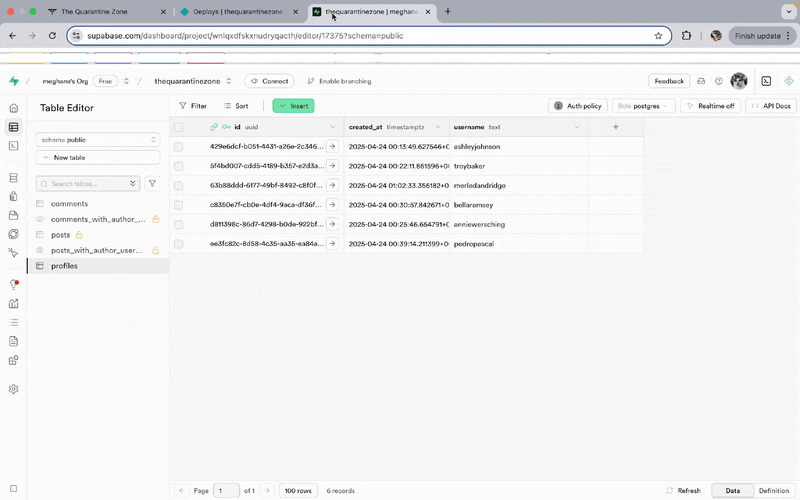 The Quarantine Zone
Deploys | thequarantinezone
thequarantinezone | meghane
supabase.com/dashboard/project/wnlqxdfskxnudryqacth/editor/17375?schema=public
Finish update
meghane's Org
Free
thequarantinezone
Connect
Enable branching
Feedback
Table Editor
Filter
Sort
Insert
Auth policy
Role postgres
Realtime off
API Docs
schema public
New table
Search tables...
comments
comments_with_author_...
posts
posts_with_author_user...
profiles
id uuid
created_at timestamptz
username text
429e6dcf-b051-4431-a26e-2c346...
2025-04-24 00:13:49.627546+0
ashleyjohnson
5f4bd007-cdd5-4189-b357-e2d3a...
2025-04-24 00:22:11.861596+0
troybaker
63b88ddd-6177-49bf-8492-c8f0f...
2025-04-24 01:02:33.356182+0
merledandridge
c8350e7f-cb0e-4df4-9aca-df36f...
2025-04-24 00:30:57.842671+0
bellaramsey
d811398c-86d7-4298-b0de-922bf...
2025-04-24 00:25:46.654791+0
anniewersching
ee3fc82c-8d58-4c35-aa35-ea84a...
2025-04-24 00:39:14.211399+0
pedropascal
Page 1 of 1
100 rows
6 records
Refresh
Data
Definition